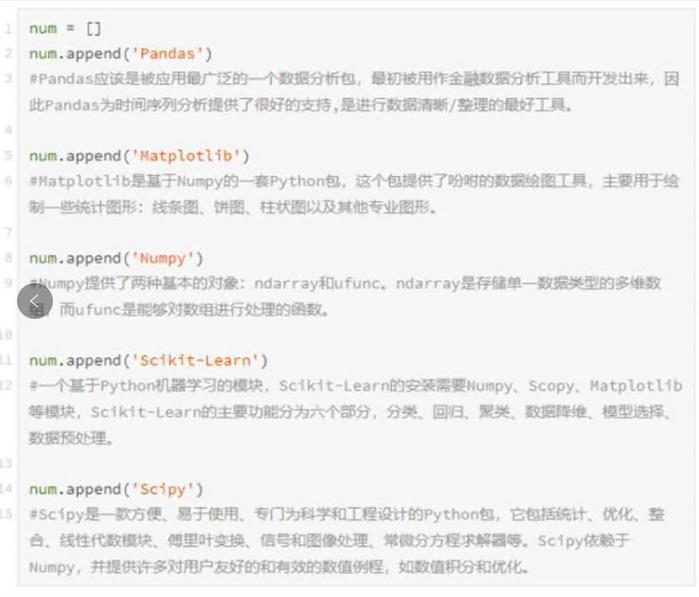 1 num = []
2 num.append('Pandas')
3 #Pandas应该是被应用最广泛的一个数据分析包，最初被用作金融数据分析工具而开发出来，因
此Pandas为时间序列分析提供了很好的支持,是进行数据清晰/整理的最好工具。
4
5 num.append('Matplotlib')
6 #Matplotlib是基于Numpy的一套Python包，这个包提供了吩咐的数据绘图工具，主要用于绘
制一些统计图形：线条图、饼图、柱状图以及其他专业图形。
7
8 num.append('Numpy')
9 #Numpy提供了两种基本的对象：ndarray和ufunc。ndarray是存储单一数据类型的多维数
组，而ufunc是能够对数组进行处理的函数。
10
11 num.append('Scikit-Learn')
12 #一个基于Python机器学习的模块，Scikit-Learn的安装需要Numpy、Scopy、Matplotlib
等模块，Scikit-Learn的主要功能分为六个部分，分类、回归、聚类、数据降维、模型选择、
数据预处理。
13
14 num.append('Scipy')
15 #Scipy是一款方便、易于使用、专门为科学和工程设计的Python包，它包括统计、优化、整
合、线性代数模块、傅里叶变换、信号和图像处理、常微分方程求解器等。Scipy依赖于
Numpy，并提供许多对用户友好的和有效的数值例程，如数值积分和优化。